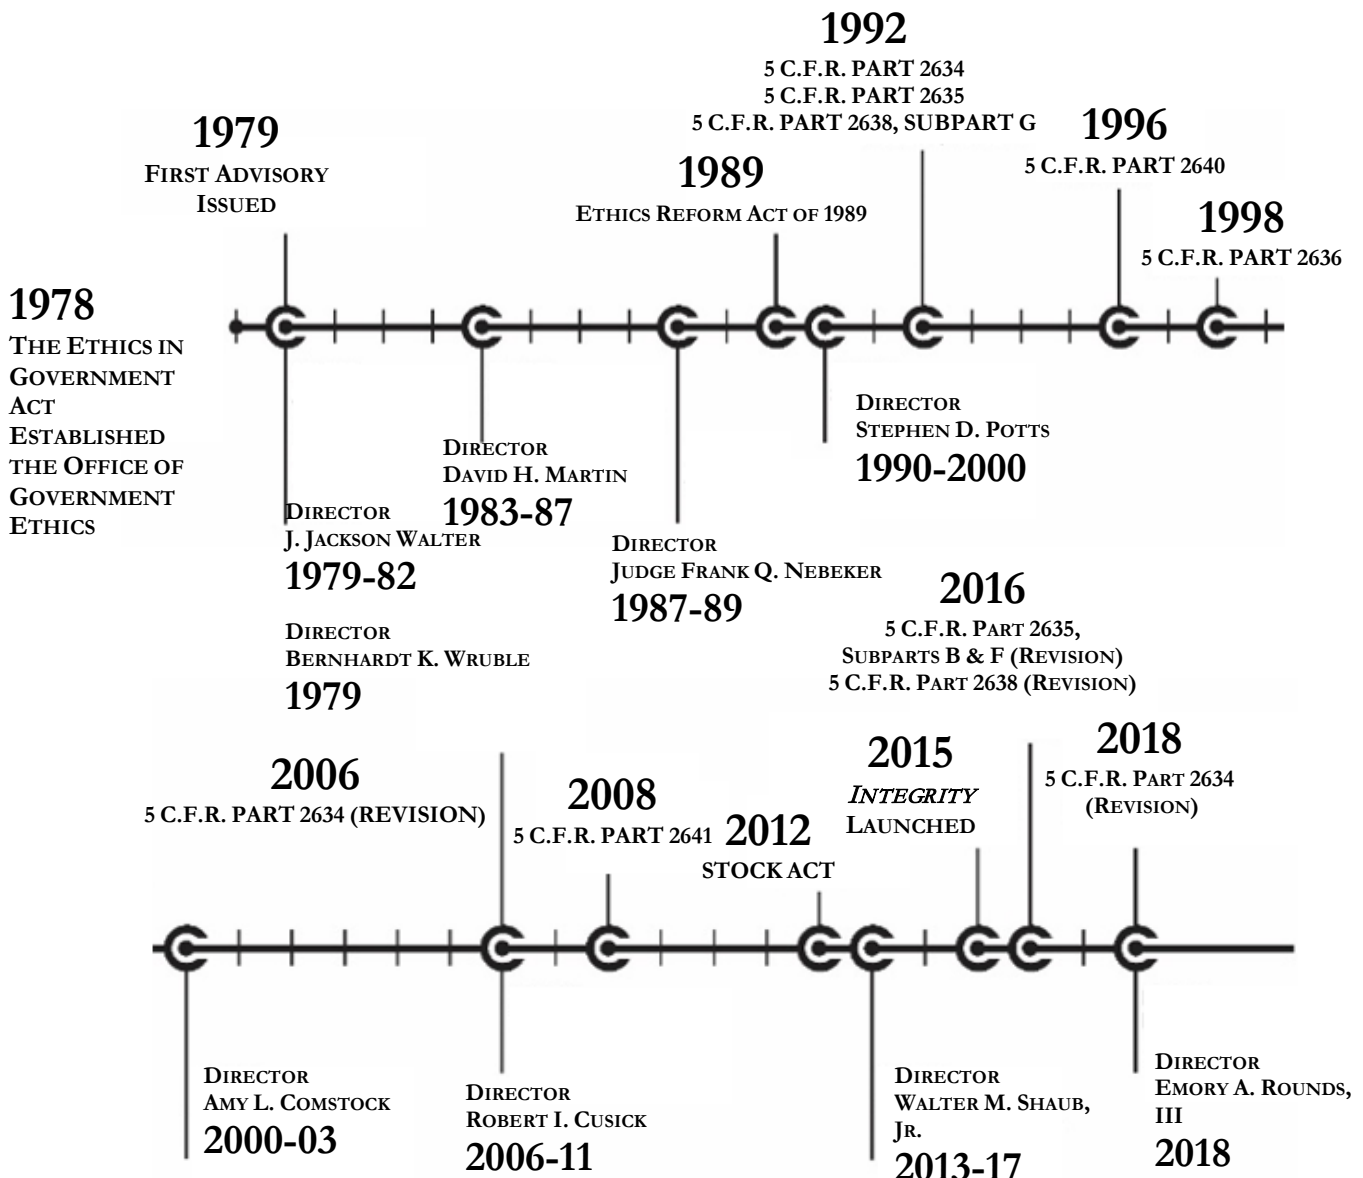 1992
5 C.F.R. PART 2634
5 C.F.R. PART 2635
5 C.F.R. PART 2638, SUBPART G
1979
FIRST ADVISORY
ISSUED
1989
ETHICS REFORM ACT OF 1989
1996
5 C.F.R. PART 2640
1998
5 C.F.R. PART 2636
1978
THE ETHICS IN
GOVERNMENT
ACT
ESTABLISHED
THE OFFICE OF
GOVERNMENT
ETHICS
DIRECTOR
J. JACKSON WALTER
1979-82
DIRECTOR
BERNHARDT K. WRUBLE
1979
DIRECTOR
DAVID H. MARTIN
1983-87
DIRECTOR
JUDGE FRANK Q. NEBEKER
1987-89
DIRECTOR
STEPHEN D. POTTS
1990-2000
2006
5 C.F.R. PART 2634 (REVISION)
2008
5 C.F.R. PART 2641
2012
STOCK ACT
2015
INTEGRITY
LAUNCHED
2016
5 C.F.R. PART 2635,
SUBPARTS B & F (REVISION)
5 C.F.R. PART 2638 (REVISION)
2018
5 C.F.R. PART 2634
(REVISION)
DIRECTOR
AMY L. COMSTOCK
2000-03
DIRECTOR
ROBERT I. CUSICK
2006-11
DIRECTOR
WALTER M. SHAUB,
JR.
2013-17
DIRECTOR
EMORY A. ROUNDS,
III
2018